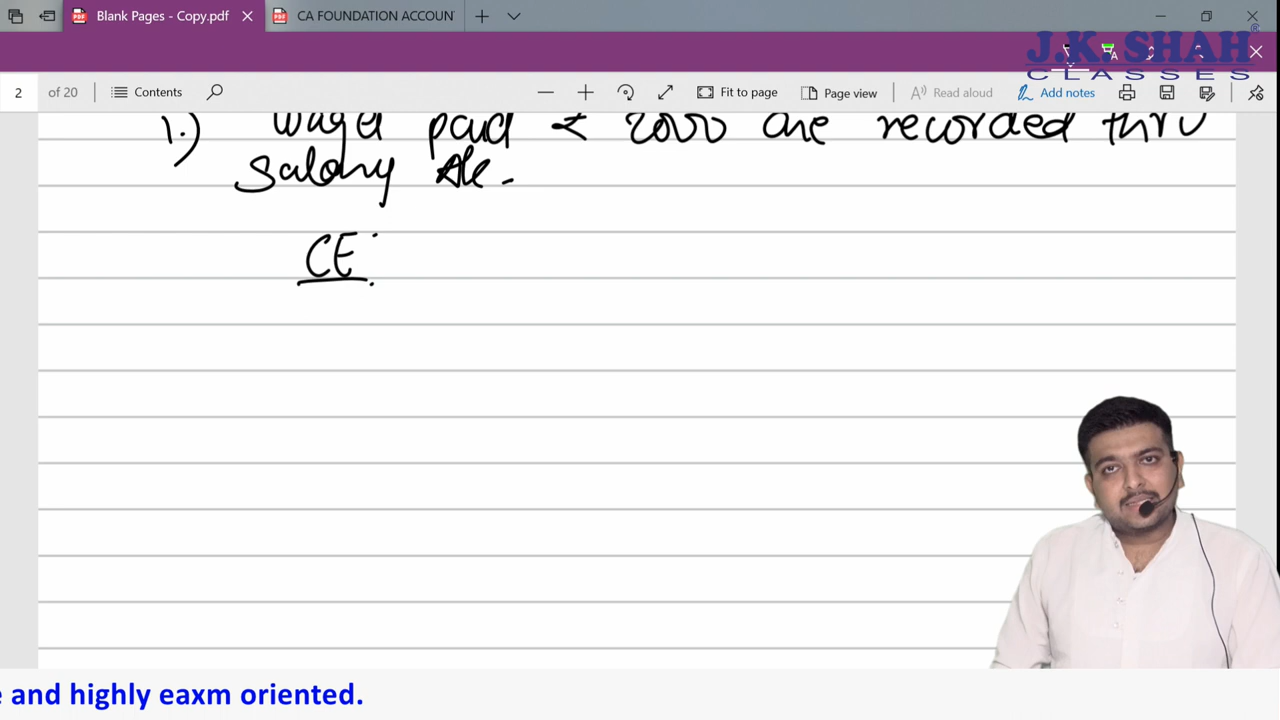 Blank Pages - Copy.pdf
CA FOUNDATION ACCOUN
J.K. SHAH®
CLASSES
2 of 20
Contents
Fit to page
Page view
Read aloud
Add notes
1.) Wages paid ₹ 2000 are recorded thru
Salary A/c.
CE
e and highly eaxm oriented.